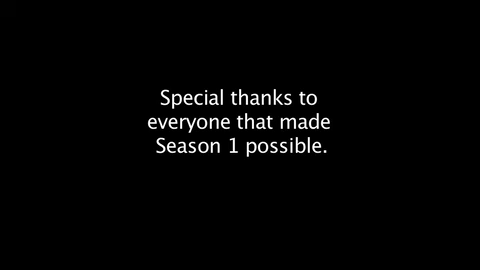 Special thanks to
everyone that made
Season 1 possible.